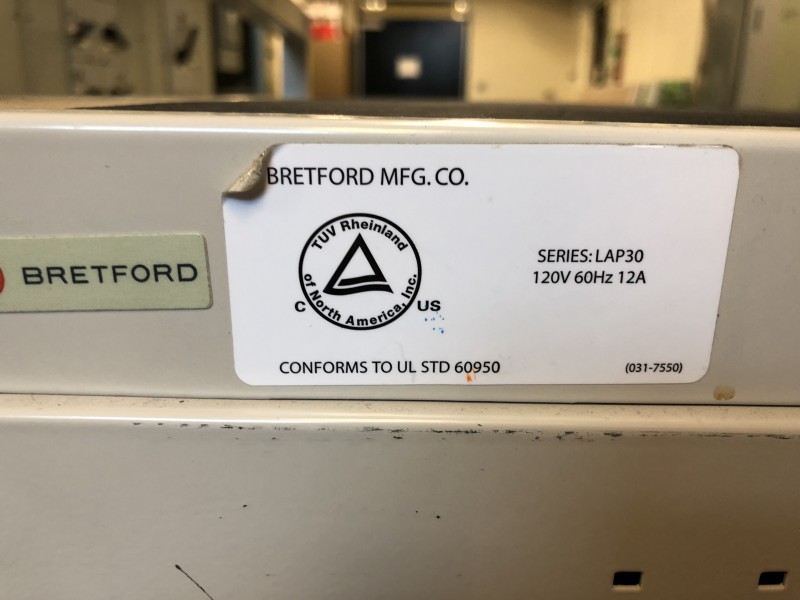 BRETFORD
BRETFORD MFG. CO.
TUV Rheinland
of North America, Inc.
C US
SERIES: LAP30
120V 60Hz 12A
CONFORMS TO UL STD 60950
(031-7550)